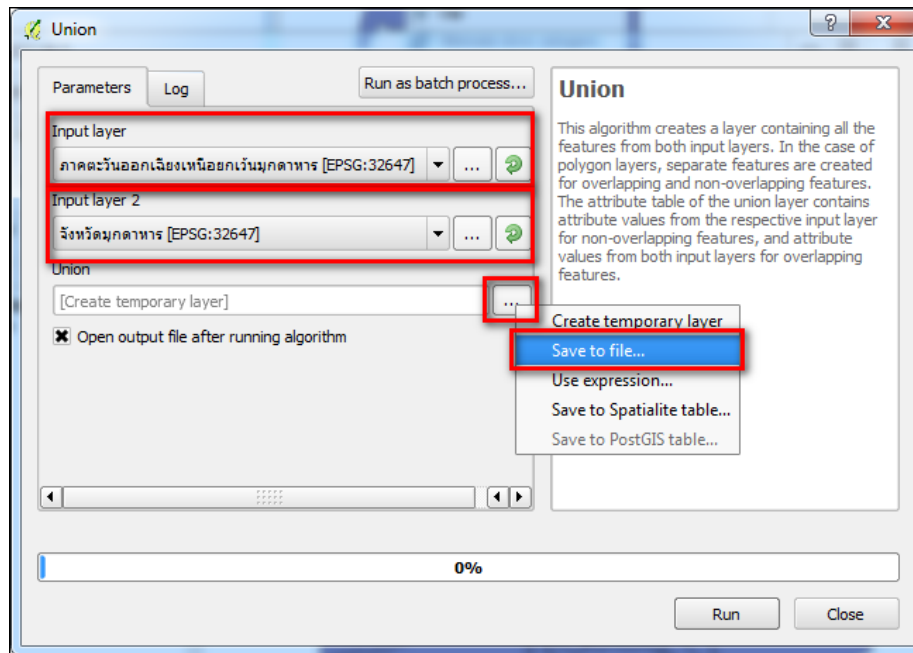 Union
Parameters
Log
Run as batch process...
Input layer
ภาคตะวันออกเฉียงเหนือยกเว้นมุกดาหาร [EPSG:32647]
...
Input layer 2
จังหวัดมุกดาหาร [EPSG:32647]
...
Union
[Create temporary layer]
...
Open output file after running algorithm
Create temporary layer
Save to file...
Use expression...
Save to Spatialite table...
Save to PostGIS table...
Union
This algorithm creates a layer containing all the
features from both input layers. In the case of
polygon layers, separate features are created
for overlapping and non-overlapping features.
The attribute table of the union layer contains
attribute values from the respective input layer
for non-overlapping features, and attribute
values from both input layers for overlapping
features.
0%
Run
Close